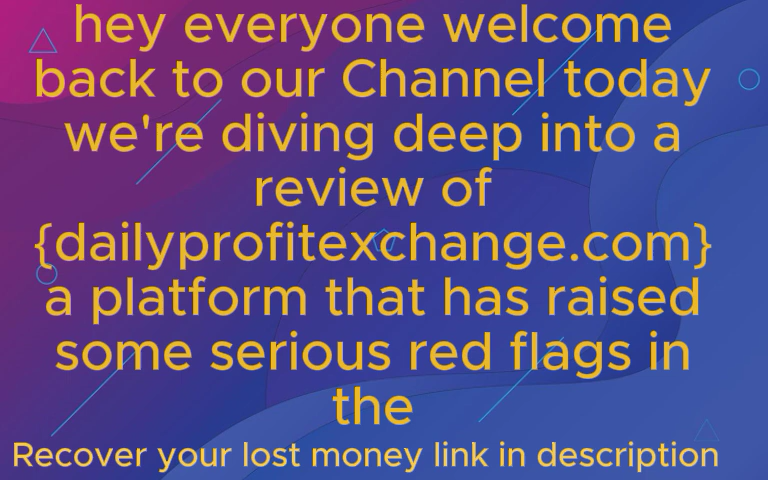 hey everyone welcome
back to our Channel today
we're diving deep into a
review of
{dailyprofitexchange.com}
a platform that has raised
some serious red flags in
the
Recover your lost money link in description